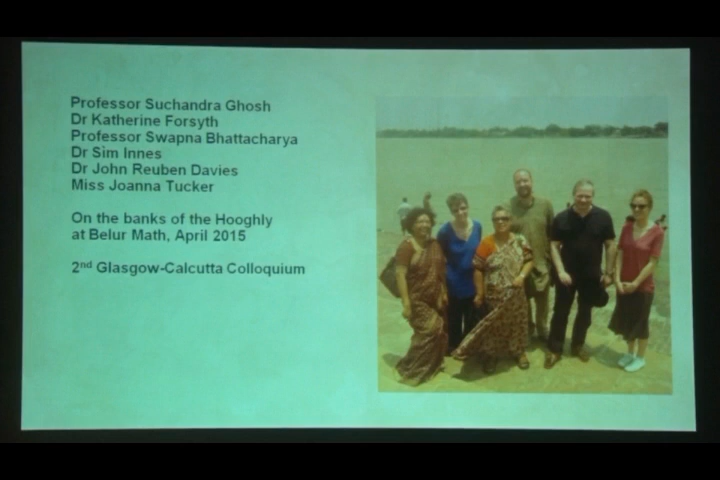 Professor Suchandra Ghosh
Dr Katherine Forsyth
Professor Swapna Bhattacharya
Dr Sim Innes
Dr John Reuben Davies
Miss Joanna Tucker
On the banks of the Hooghly
at Belur Math, April 2015
2nd Glasgow-Calcutta Colloquium